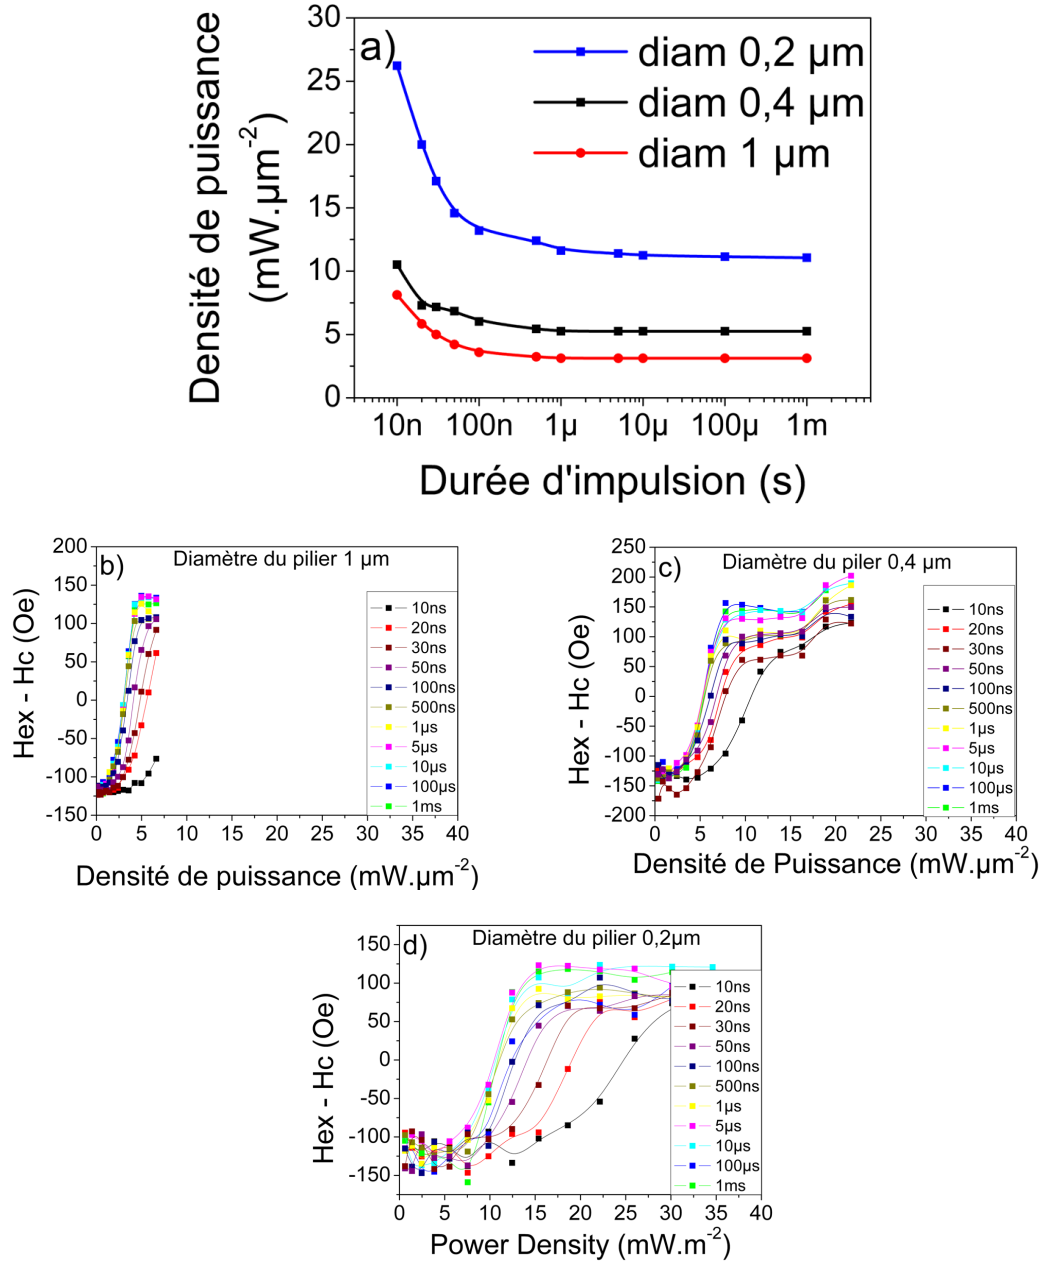 a)
diam 0,2 µm
diam 0,4 µm
diam 1 µm
Densité de puissance
(mW.µm-2)
30
25
20
15
10
5
0
10n 100n 1µ 10µ 100µ 1m
Durée d'impulsion (s)
b)
Diamètre du pilier 1 µm
Hex - Hc (Oe)
200
150
100
50
0
-50
-100
-150
10ns
20ns
30ns
50ns
100ns
500ns
1µs
5µs
10µs
100µs
1ms
0 5 10 15 20 25 30 35 40
Densité de puissance (mW.µm-2)
c)
Diamètre du piler 0,4 µm
Hex - Hc (Oe)
250
200
150
100
50
0
-50
-100
-150
-200
10ns
20ns
30ns
50ns
100ns
500ns
1µs
5µs
10µs
100µs
1ms
0 5 10 15 20 25 30 35 40
Densité de Puissance (mW.µm-2)
d)
Diamètre du pilier 0,2µm
Hex - Hc (Oe)
150
100
50
0
-50
-100
-150
10ns
20ns
30ns
50ns
100ns
500ns
1µs
5µs
10µs
100µs
1ms
0 5 10 15 20 25 30 35 40
Power Density (mW.m-2)